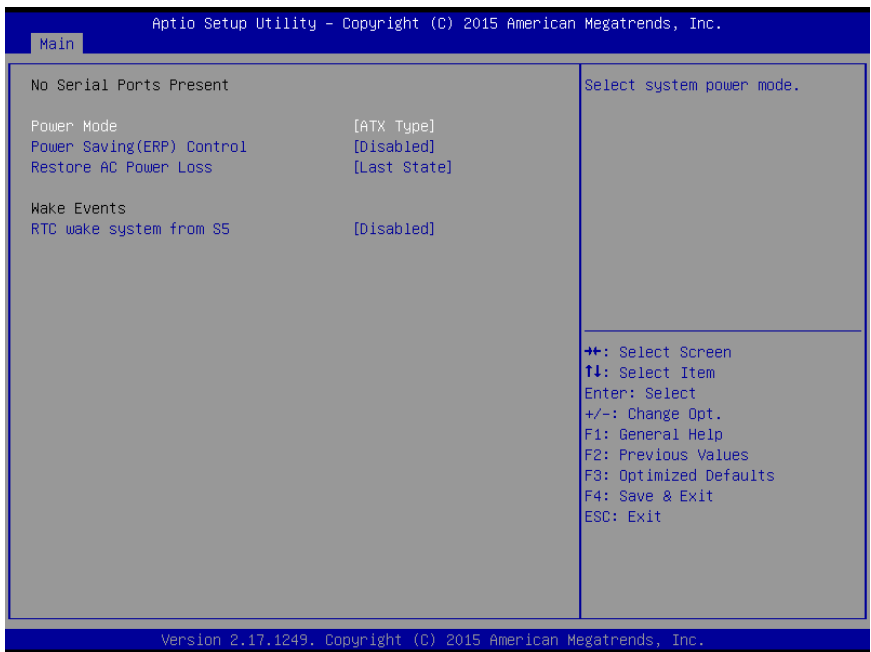 Aptio Setup Utility – Copyright (C) 2015 American Megatrends, Inc.
Main
No Serial Ports Present
Power Mode [ATX Type]
Power Saving(ERP) Control [Disabled]
Restore AC Power Loss [Last State]
Wake Events
RTC wake system from S5 [Disabled]
Select system power mode.
→←: Select Screen
↑↓: Select Item
Enter: Select
+/-: Change Opt.
F1: General Help
F2: Previous Values
F3: Optimized Defaults
F4: Save & Exit
ESC: Exit
Version 2.17.1249. Copyright (C) 2015 American Megatrends, Inc.